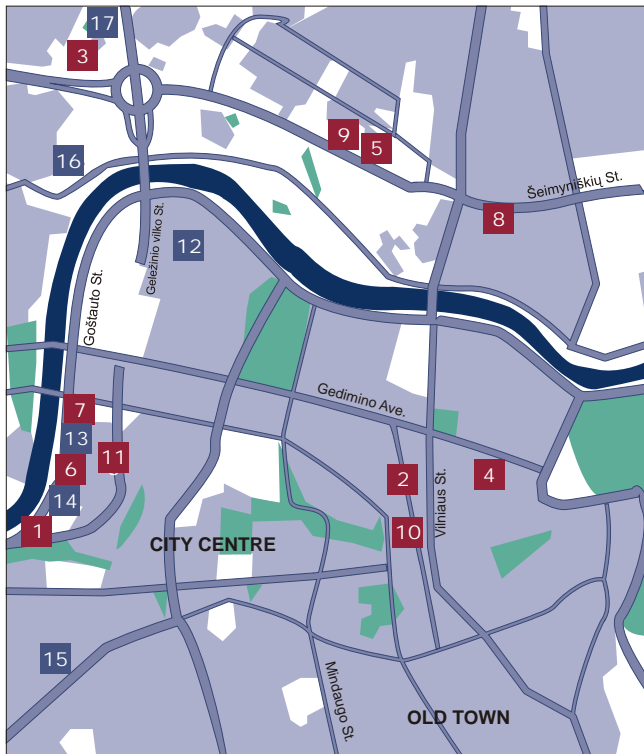 17
3
9
5
16
Šeimyniškių St.
8
Geležinio vilko St.
12
Goštauto St.
Gedimino Ave.
7
13
11
6
2
4
14
Vilniaus St.
1
10
CITY CENTRE
15
Mindaugo St.
OLD TOWN